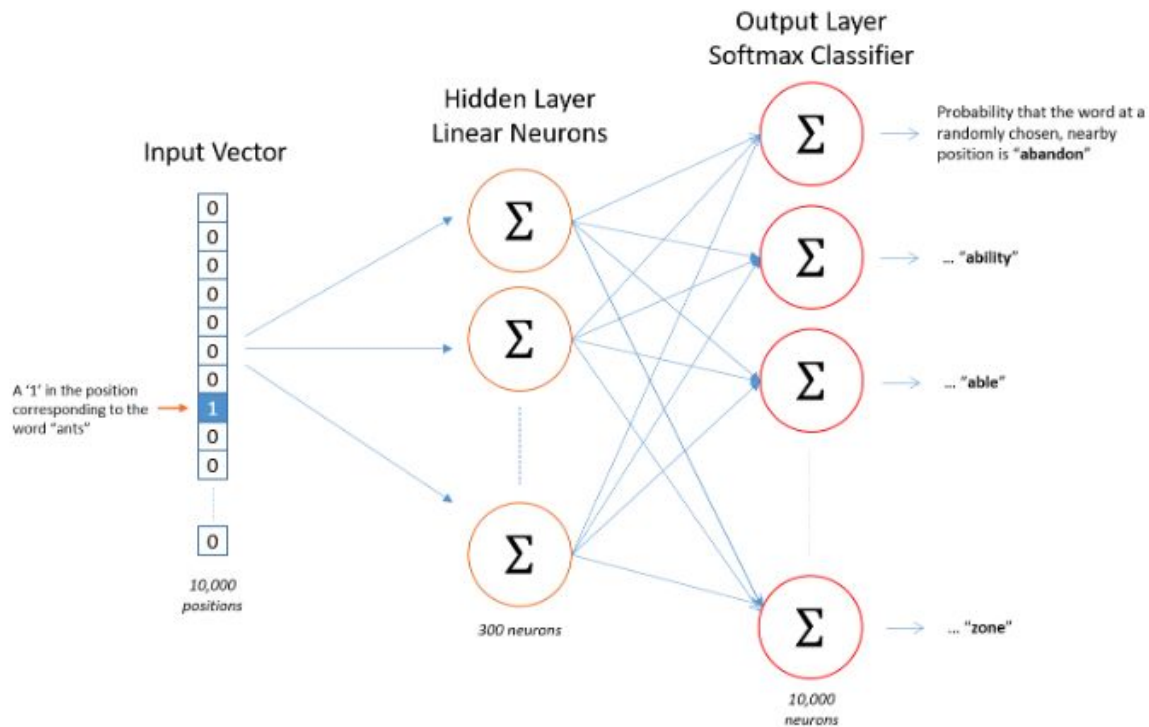 Output Layer
Softmax Classifier
Hidden Layer
Linear Neurons
Input Vector
0
0
0
0
0
0
0
1
0
0
0
A ‘1’ in the position
corresponding to the
word “ants”
10,000
positions
Σ
Σ
Σ
300 neurons
Σ
Σ
Σ
Σ
10,000
neurons
Probability that the word at a
randomly chosen, nearby
position is “abandon”
... “ability”
... “able”
... “zone”